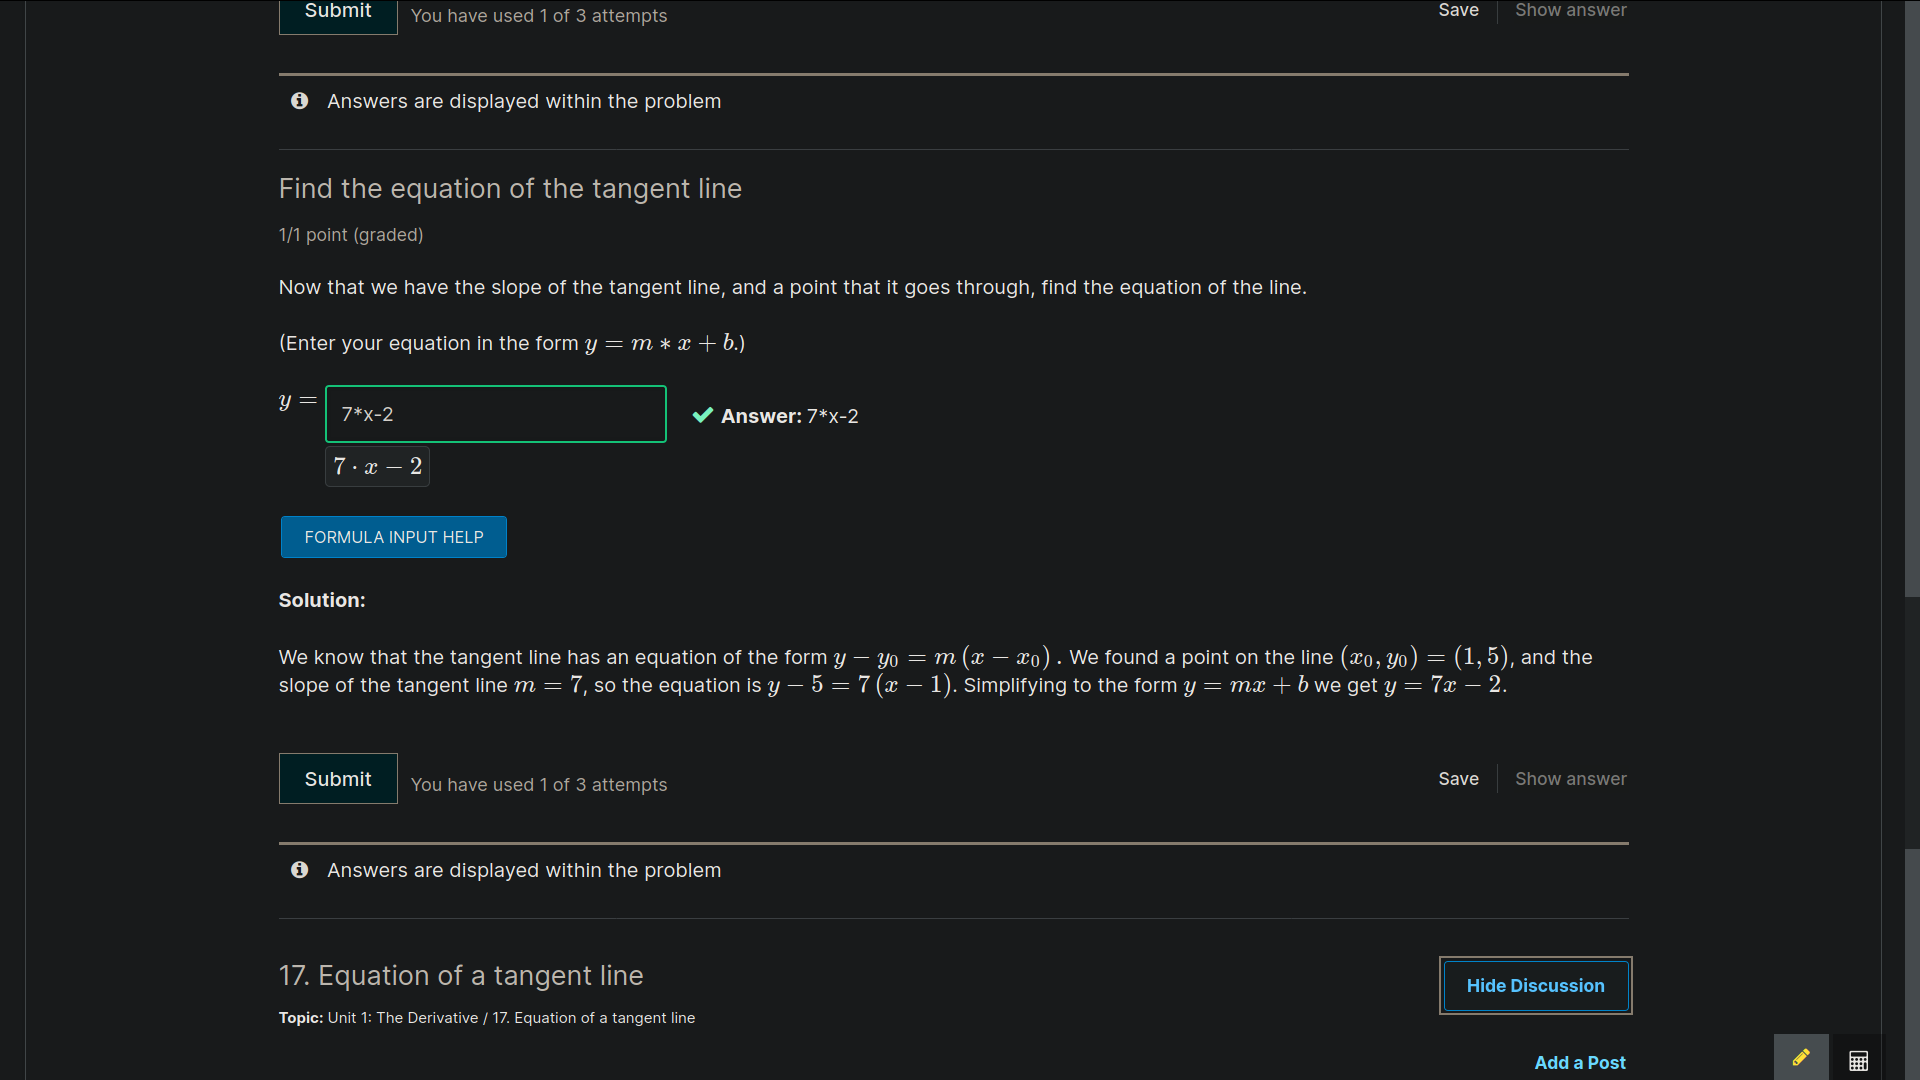 Submit You have used 1 of 3 attempts Save Show answer
Answers are displayed within the problem
Find the equation of the tangent line
1/1 point (graded)
Now that we have the slope of the tangent line, and a point that it goes through, find the equation of the line.
(Enter your equation in the form y = m * x + b.)
y = 7*x-2 Answer: 7*x-2
7 · x − 2
FORMULA INPUT HELP
Solution:
We know that the tangent line has an equation of the form y − y₀ = m (x − x₀) . We found a point on the line (x₀, y₀) = (1, 5), and the
slope of the tangent line m = 7, so the equation is y − 5 = 7 (x − 1). Simplifying to the form y = mx + b we get y = 7x − 2.
Submit You have used 1 of 3 attempts Save Show answer
Answers are displayed within the problem
17. Equation of a tangent line
Hide Discussion
Topic: Unit 1: The Derivative / 17. Equation of a tangent line
Add a Post